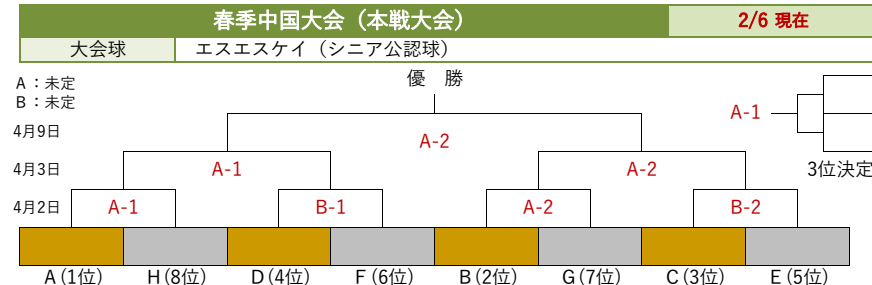 春季中国大会（本戦大会）
2/6 現在
大会球
エスエスケイ（シニア公認球）
A：未定
B：未定
優　勝
4月9日
A-2
A-1
4月3日
A-1
A-2
3位決定
4月2日
A-1
B-1
A-2
B-2
A(1位)
H(8位)
D(4位)
F(6位)
B(2位)
G(7位)
C(3位)
E(5位)